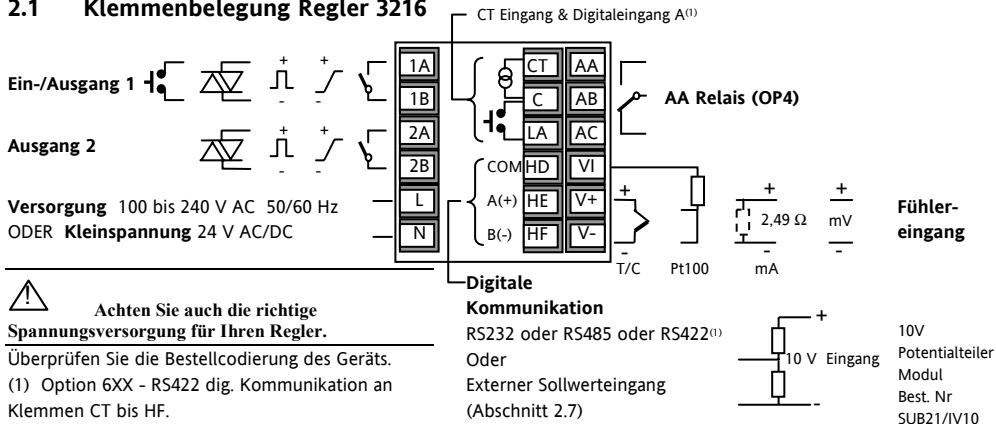 2.1 Klemmenbelegung Regler 3216
CT Eingang & Digitaleingang A(1)
Ein-/Ausgang 1
+ +
- -
Ausgang 2
+ +
- -
Versorgung 100 bis 240 V AC 50/60 Hz
ODER Kleinspannung 24 V AC/DC
1A
1B
2A
2B
L
N
CT AA
C AB
LA AC
COM HD VI
A(+) HE V+
B(-) HF V-
AA Relais (OP4)
+
-
T/C
Pt100
+
2,49 Ω
-
mA
+
mV
-
Fühler-
eingang
Achten Sie auch die richtige
Spannungsversorgung für Ihren Regler.
Überprüfen Sie die Bestellcodierung des Geräts.
(1) Option 6XX - RS422 dig. Kommunikation an
Klemmen CT bis HF.
Digitale
Kommunikation
RS232 oder RS485 oder RS422(1)
Oder
Externer Sollwerteingang
(Abschnitt 2.7)
+
10 V Eingang
-
10V
Potentialteiler
Modul
Best. Nr
SUB21/IV10